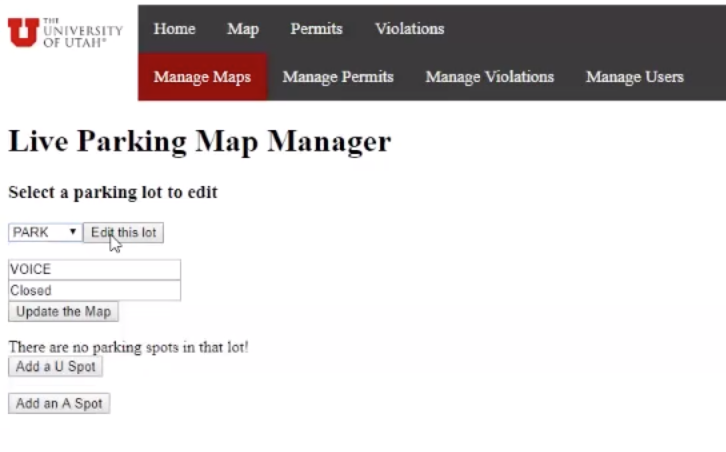 THE
UNIVERSITY
OF UTAH®
Home Map Permits Violations
Manage Maps Manage Permits Manage Violations Manage Users
Live Parking Map Manager
Select a parking lot to edit
PARK Edit this lot
VOICE
Closed
Update the Map
There are no parking spots in that lot!
Add a U Spot
Add an A Spot